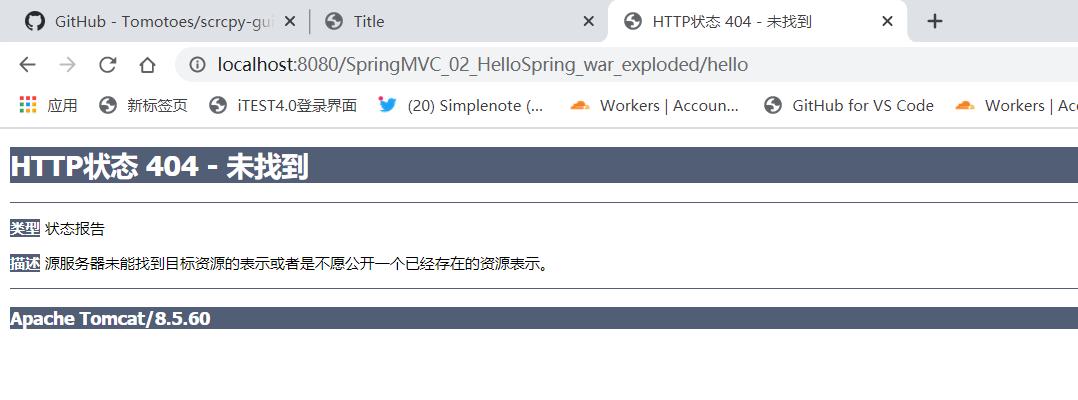 GitHub - Tomotoes/scrcpy-gui
Title
HTTP状态 404 - 未找到
localhost:8080/SpringMVC_02_HelloSpring_war_exploded/hello
应用
新标签页
iTEST4.0登录界面
(20) Simplenote (...
Workers | Accoun...
GitHub for VS Code
Workers | Acc
HTTP状态 404 - 未找到
类型 状态报告
描述 源服务器未能找到目标资源的表示或者是不愿公开一个已经存在的资源表示。
Apache Tomcat/8.5.60